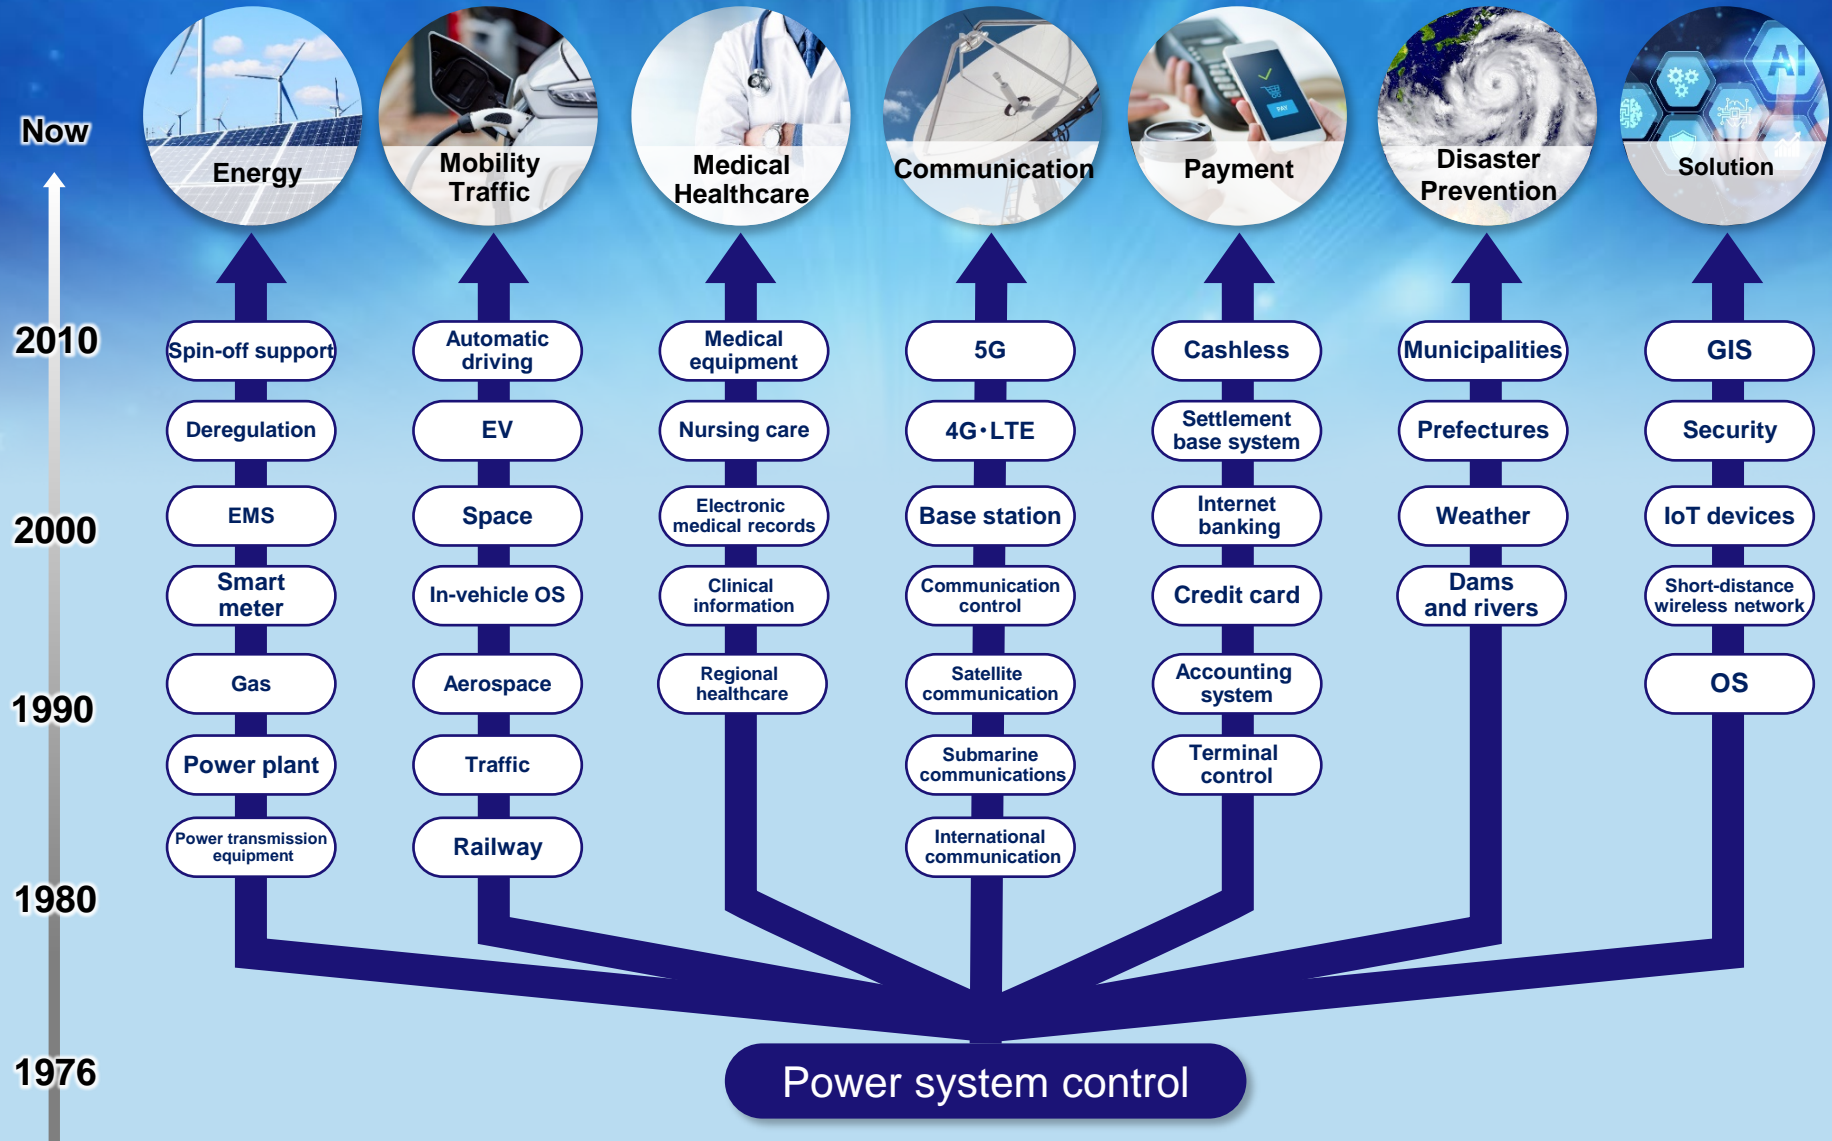 Now
Energy
Mobility
Traffic
Medical
Healthcare
Communication
Payment
Disaster
Prevention
Solution
AI
PAY
2010
Spin-off support
Automatic
driving
Medical
equipment
5G
Cashless
Municipalities
GIS
Deregulation
EV
Nursing care
4G・LTE
Settlement
base system
Prefectures
Security
2000
EMS
Space
Electronic
medical records
Base station
Internet
banking
Weather
IoT devices
Smart
meter
In-vehicle OS
Clinical
information
Communication
control
Credit card
Dams
and rivers
Short-distance
wireless network
1990
Gas
Aerospace
Regional
healthcare
Satellite
communication
Accounting
system
OS
Power plant
Traffic
Submarine
communications
Terminal
control
Power transmission
equipment
Railway
International
communication
1980
1976
Power system control